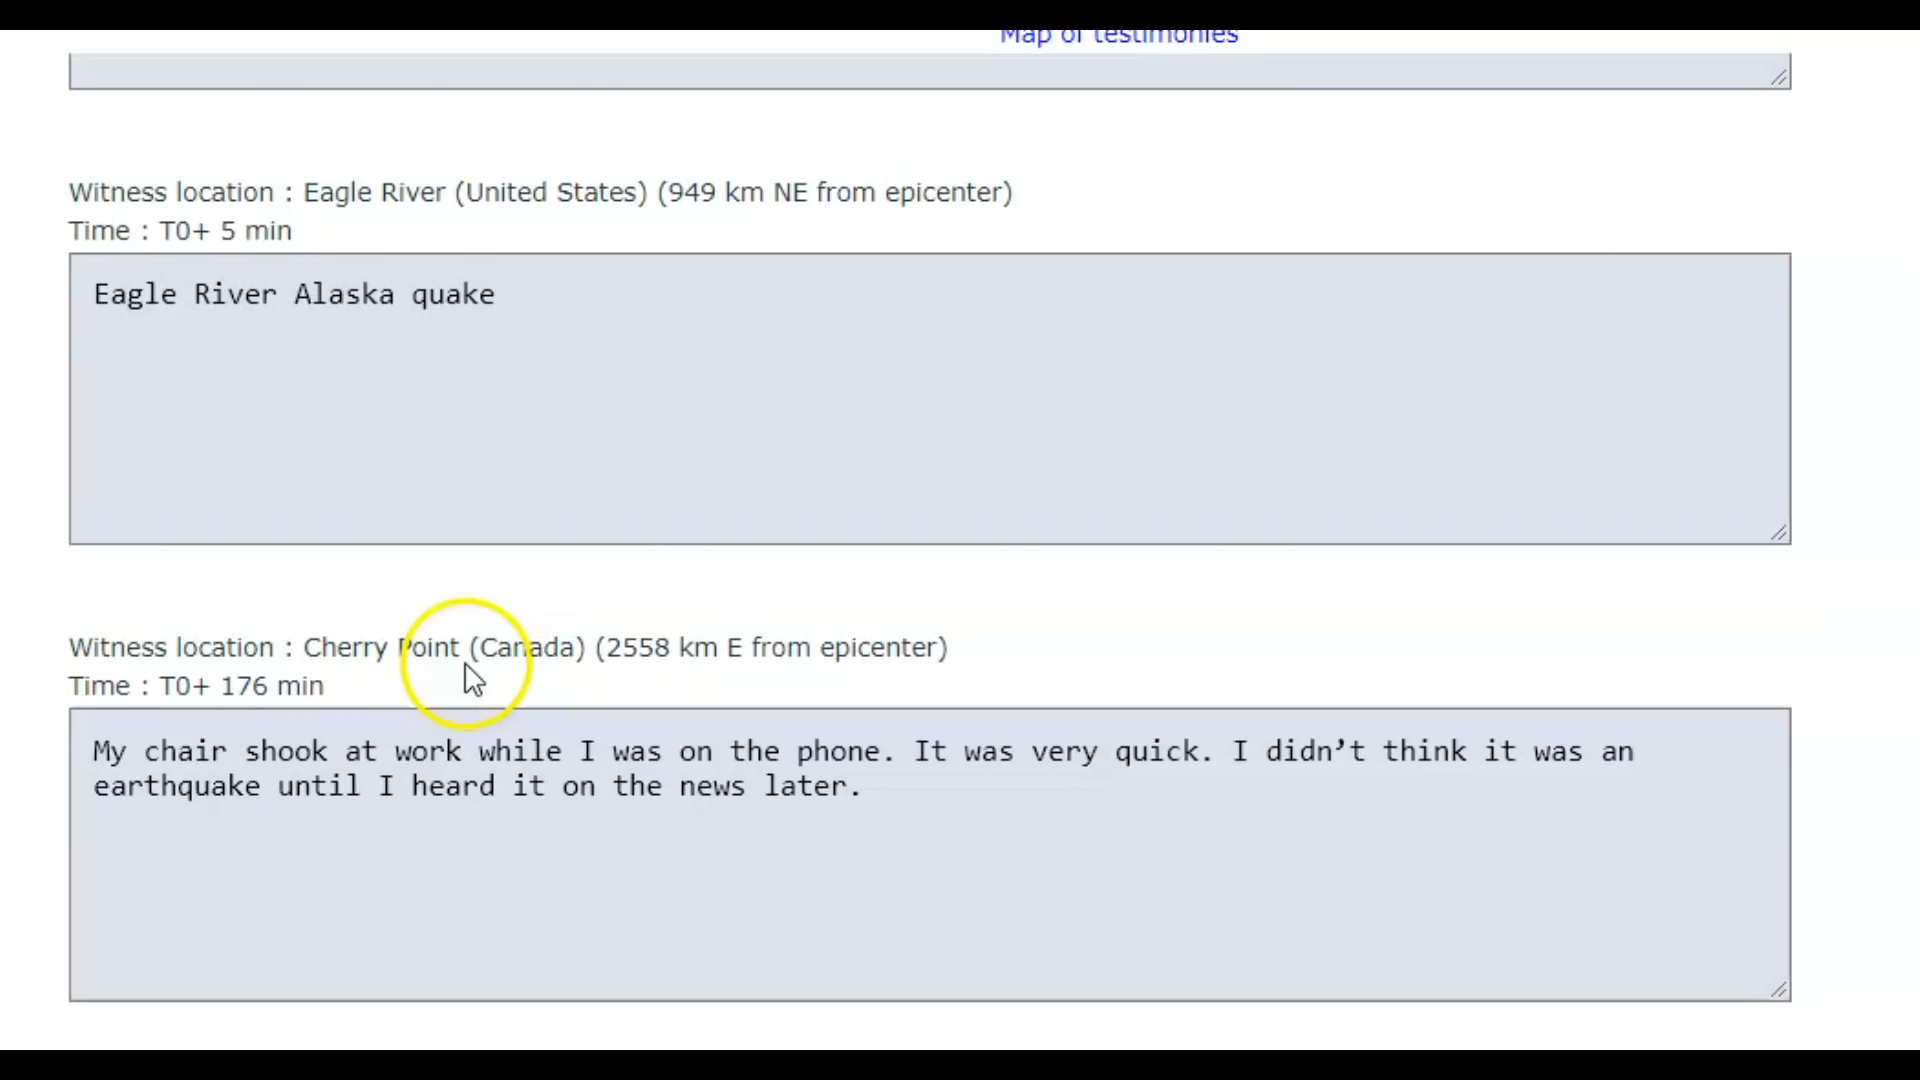 Map of testimonies
Witness location : Eagle River (United States) (949 km NE from epicenter)
Time : T0+ 5 min
Eagle River Alaska quake
Witness location : Cherry Point (Canada) (2558 km E from epicenter)
Time : T0+ 176 min
My chair shook at work while I was on the phone. It was very quick. I didn’t think it was an
earthquake until I heard it on the news later.